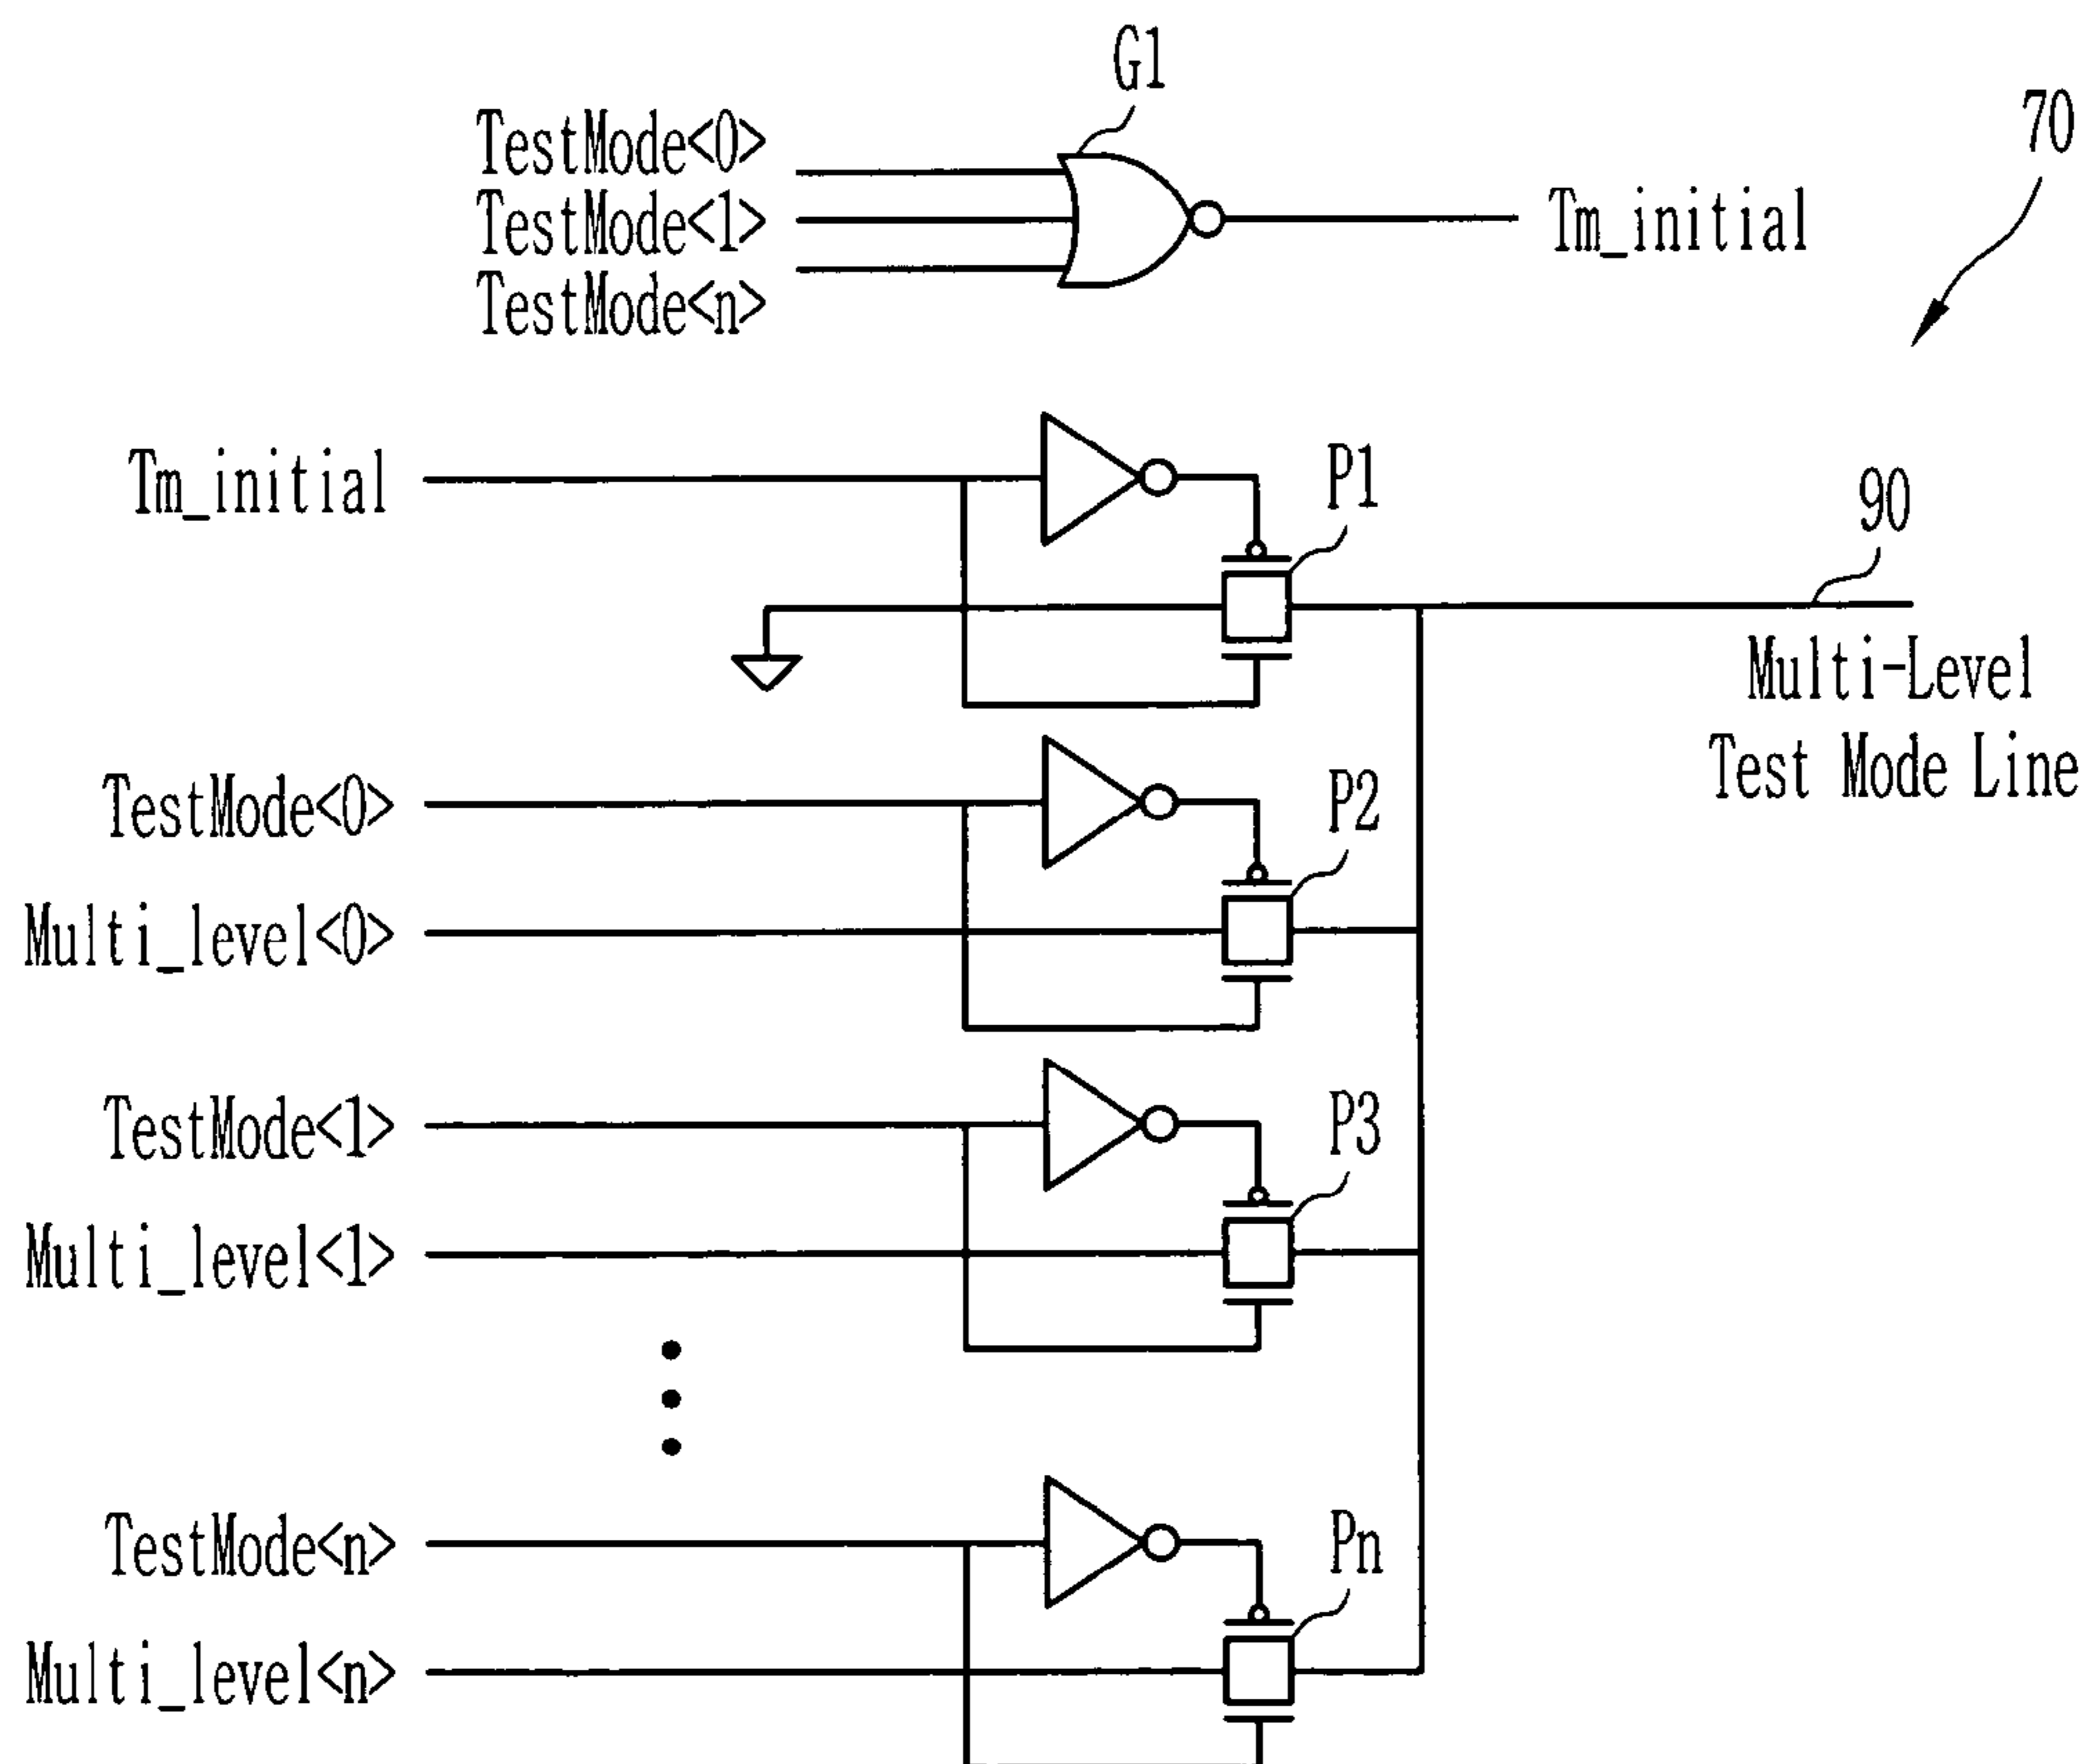 G1
70
TestMode<0>
TestMode<1>
TestMode<n>
Tm_initial
Tm_initial
P1
90
Multi-Level
Test Mode Line
TestMode<0>
P2
Multi_level<0>
TestMode<1>
P3
Multi_level<1>
TestMode<n>
Pn
Multi_level<n>